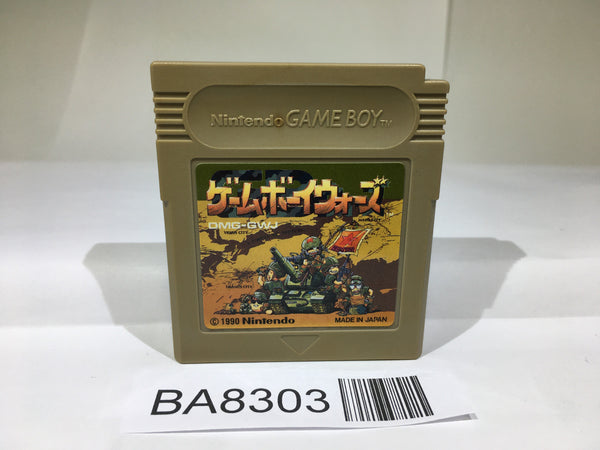 Nintendo GAME BOY TM
ゲームボーイウォーズ
DMG-GWJ
© 1990 Nintendo
MADE IN JAPAN
BA8303